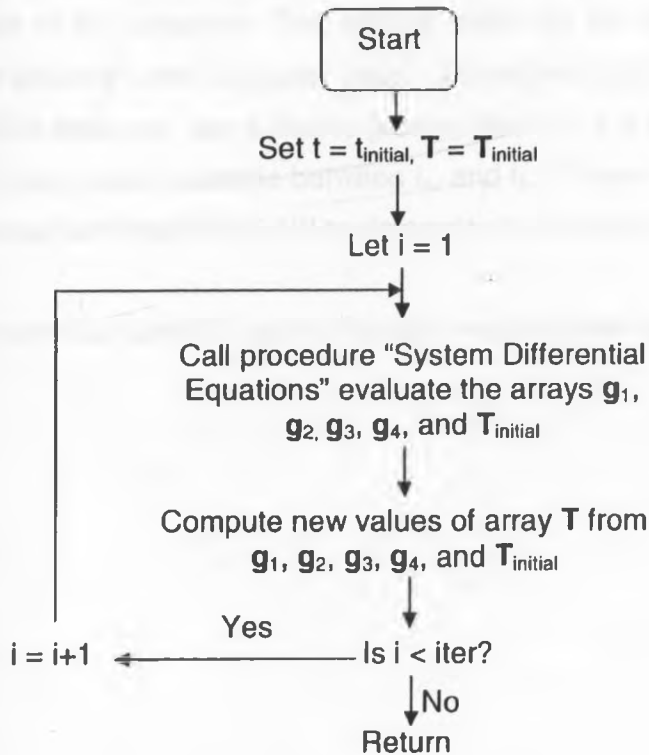 Start
Set t = t_initial, T = T_initial
Let i = 1
Call procedure “System Differential
Equations” evaluate the arrays g₁,
g₂, g₃, g₄, and T_initial
Compute new values of array T from
g₁, g₂, g₃, g₄, and T_initial
Yes
i = i+1
Is i < iter?
No
Return